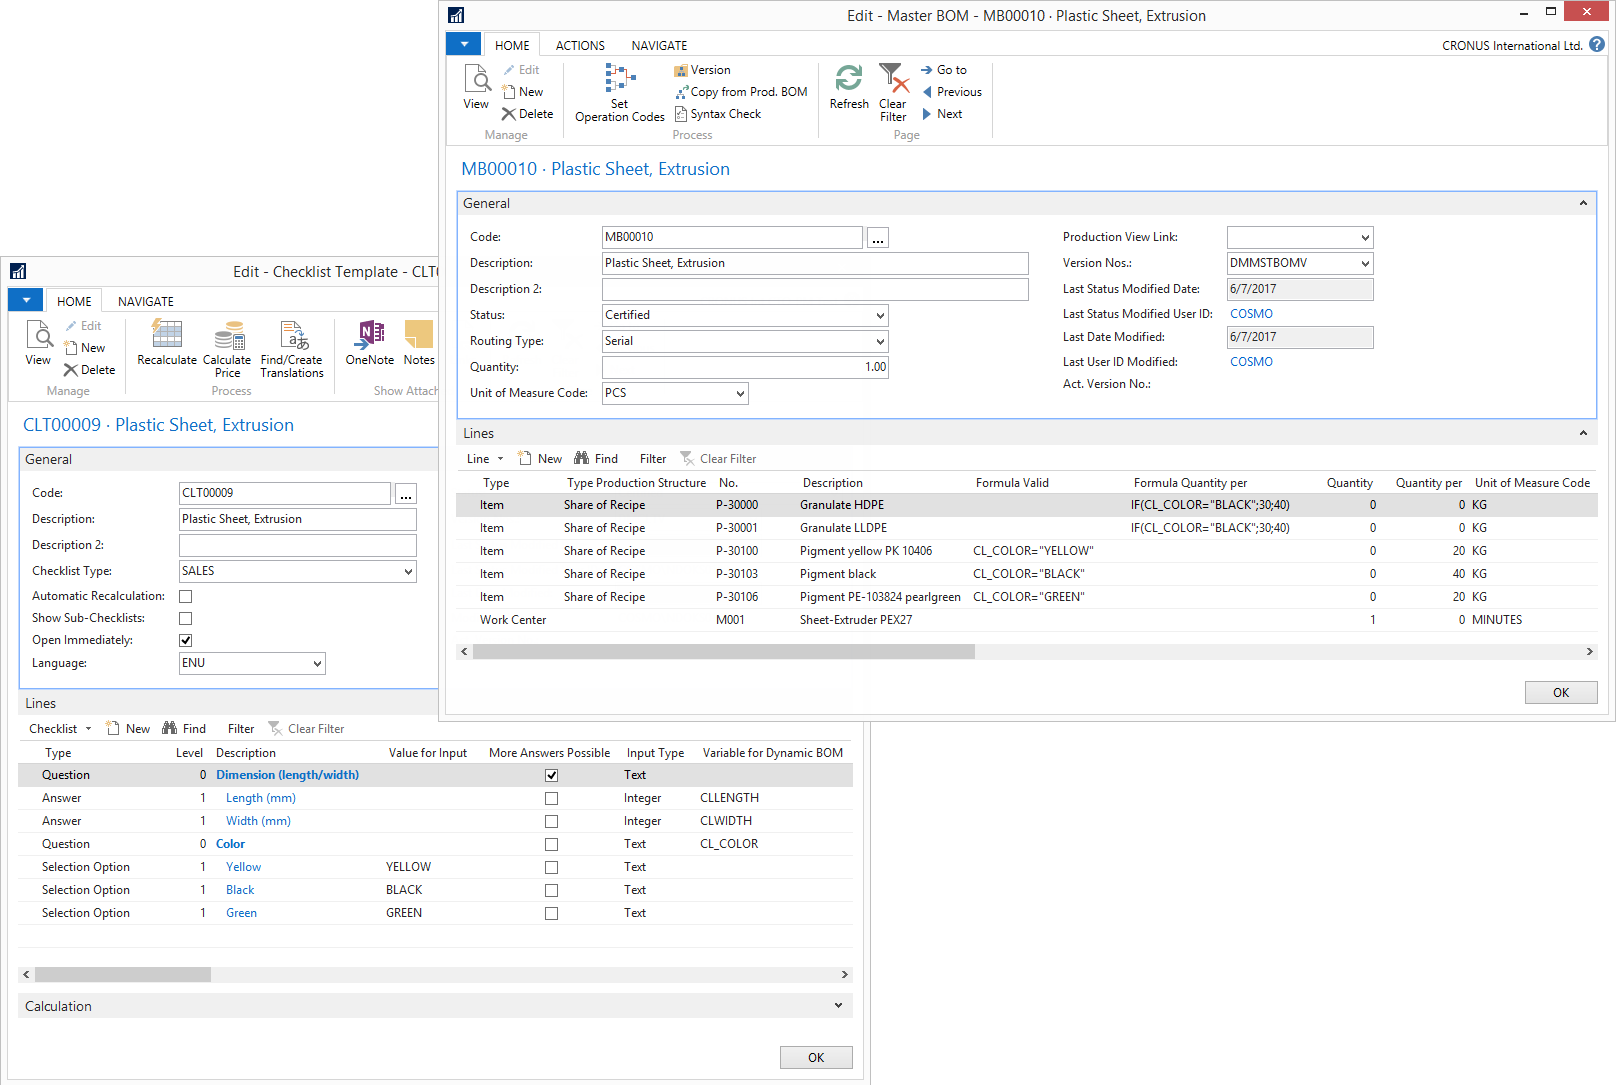 Edit - Master BOM - MB00010 · Plastic Sheet, Extrusion
HOME ACTIONS NAVIGATE CRONUS International Ltd.
View Edit New Delete Manage
Set Operation Codes Version Copy from Prod. BOM Syntax Check Process
Refresh Clear Filter Go to Previous Next Page
MB00010 · Plastic Sheet, Extrusion
General
Code: MB00010 ...
Description: Plastic Sheet, Extrusion
Description 2:
Status: Certified
Routing Type: Serial
Quantity: 1.00
Unit of Measure Code: PCS
Production View Link:
Version Nos.: DMMSTBOMV
Last Status Modified Date: 6/7/2017
Last Status Modified User ID: COSMO
Last Date Modified: 6/7/2017
Last User ID Modified: COSMO
Act. Version No.:
Lines
Line New Find Filter Clear Filter
Type Type Production Structure No. Description Formula Valid Formula Quantity per Quantity Quantity per Unit of Measure Code
Item Share of Recipe P-30000 Granulate HDPE IF(CL_COLOR="BLACK";30;40) 0 0 KG
Item Share of Recipe P-30001 Granulate LLDPE IF(CL_COLOR="BLACK";30;40) 0 0 KG
Item Share of Recipe P-30100 Pigment yellow PK 10406 CL_COLOR="YELLOW" 0 20 KG
Item Share of Recipe P-30103 Pigment black CL_COLOR="BLACK" 0 40 KG
Item Share of Recipe P-30106 Pigment PE-103824 pearlgreen CL_COLOR="GREEN" 0 20 KG
Work Center M001 Sheet-Extruder PEX27 1 0 MINUTES
OK
Edit - Checklist Template - CLT0
HOME NAVIGATE
View Edit New Delete Manage
Recalculate Calculate Price Find/Create Translations Process
OneNote Notes Show Attach
CLT00009 · Plastic Sheet, Extrusion
General
Code: CLT00009 ...
Description: Plastic Sheet, Extrusion
Description 2:
Checklist Type: SALES
Automatic Recalculation:
Show Sub-Checklists:
Open Immediately:
Language: ENU
Lines
Checklist New Find Filter Clear Filter
Type Level Description Value for Input More Answers Possible Input Type Variable for Dynamic BOM
Question 0 Dimension (length/width) Text
Answer 1 Length (mm) Integer CLLENGTH
Answer 1 Width (mm) Integer CLWIDTH
Question 0 Color Text CL_COLOR
Selection Option 1 Yellow YELLOW Text
Selection Option 1 Black BLACK Text
Selection Option 1 Green GREEN Text
Calculation
OK